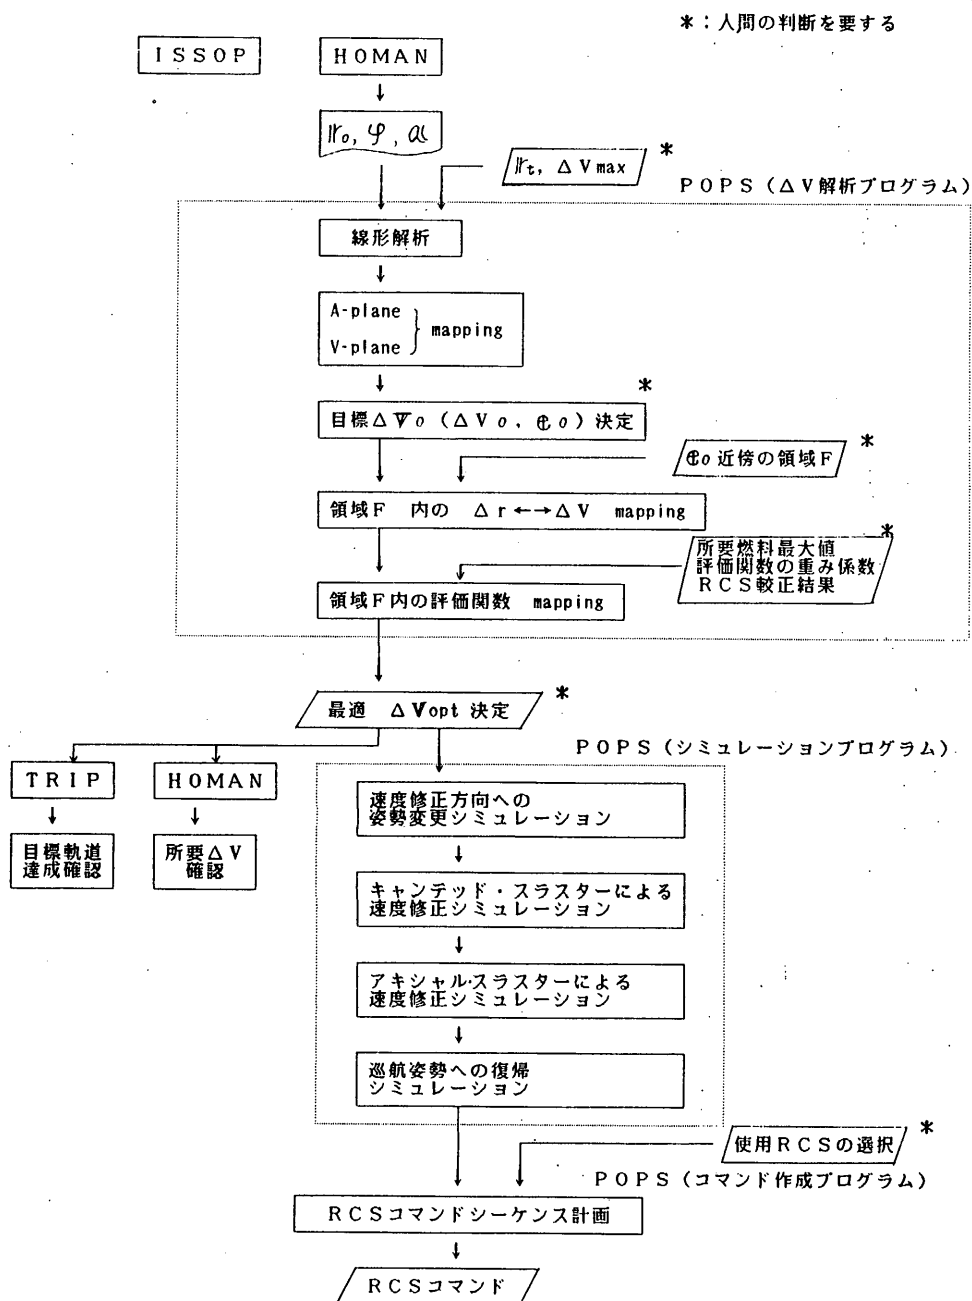 *：人間の判断を要する
ISSOP
HOMAN
𝕣o, φ, α
𝕣t, ΔVmax *
POPS（ΔV解析プログラム）
線形解析
A-plane
V-plane
mapping
*
目標Δ𝕍o（ΔVo, ⅇo）決定
ⅇo近傍の領域F *
領域F 内の Δr←→ΔV mapping
*
所要燃料最大値
評価関数の重み係数
RCS較正結果
領域F内の評価関数 mapping
最適 Δ𝕍opt 決定 *
POPS（シミュレーションプログラム）
TRIP
HOMAN
目標軌道
達成確認
所要ΔV
確認
速度修正方向への
姿勢変更シミュレーション
キャンテッド・スラスターによる
速度修正シミュレーション
アキシャル・スラスターによる
速度修正シミュレーション
巡航姿勢への復帰
シミュレーション
使用RCSの選択 *
POPS（コマンド作成プログラム）
RCSコマンドシーケンス計画
RCSコマンド